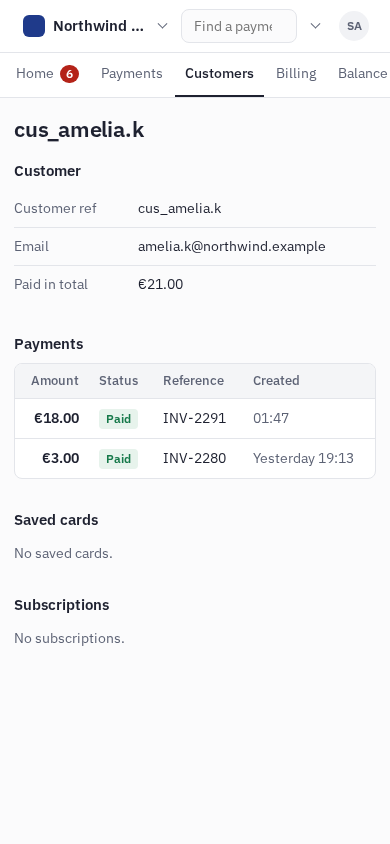 Northwind ... Find a payme SA
Home 6 Payments Customers Billing Balance
cus_amelia.k
Customer
Customer ref cus_amelia.k
Email amelia.k@northwind.example
Paid in total €21.00
Payments
Amount Status Reference Created
€18.00 Paid INV-2291 01:47
€3.00 Paid INV-2280 Yesterday 19:13
Saved cards
No saved cards.
Subscriptions
No subscriptions.